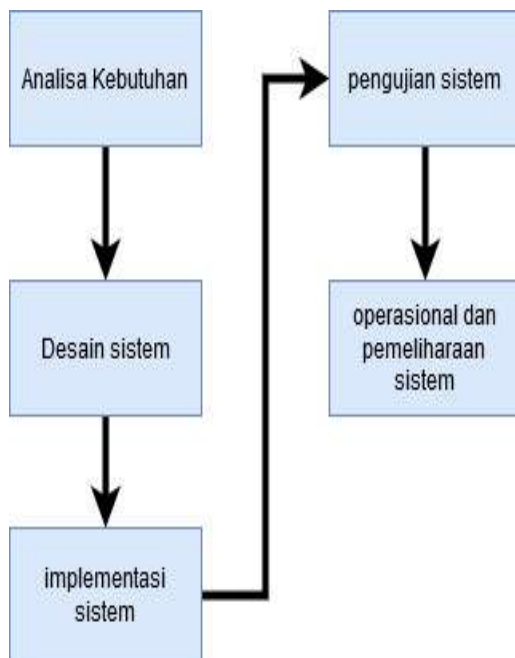 Analisa Kebutuhan
Desain sistem
implementasi
sistem
pengujian sistem
operasional dan
pemeliharaan
sistem